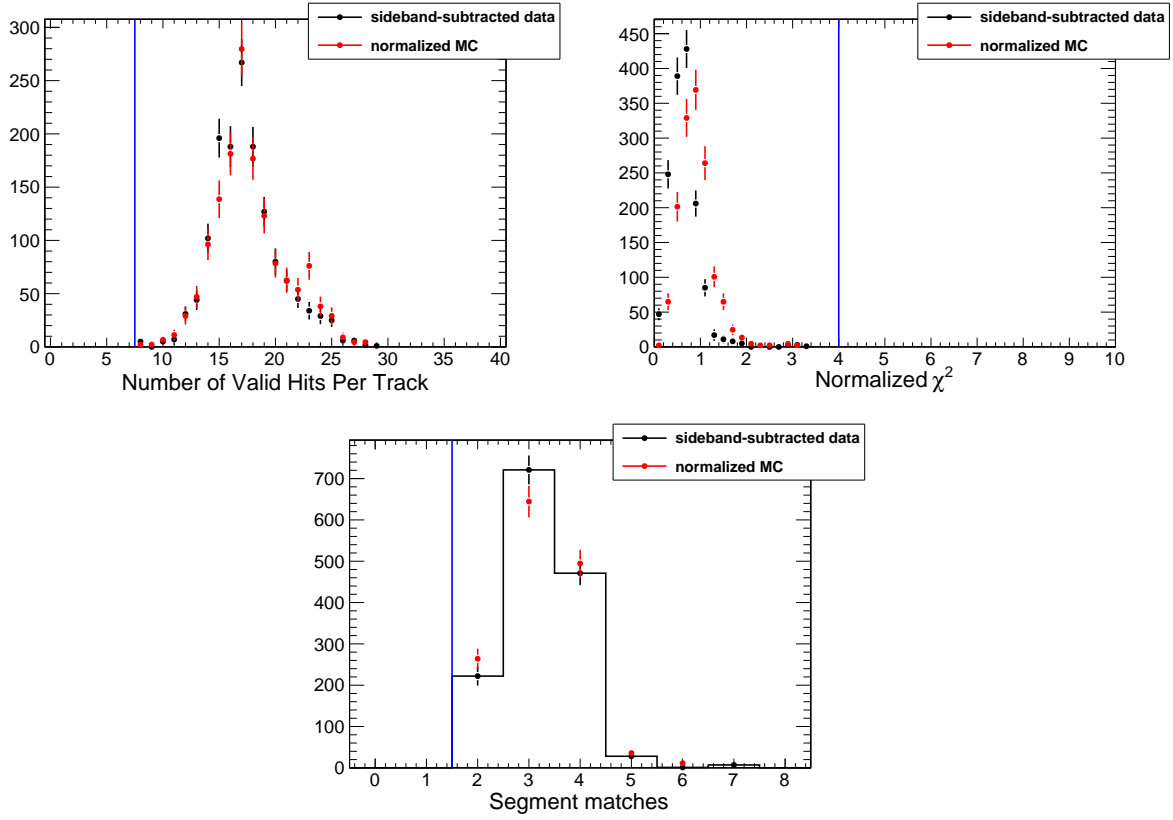 sideband-subtracted data
normalized MC
300
250
200
150
100
50
0
0 5 10 15 20 25 30 35 40
Number of Valid Hits Per Track
sideband-subtracted data
normalized MC
450
400
350
300
250
200
150
100
50
0
0 1 2 3 4 5 6 7 8 9 10
Normalized χ²
sideband-subtracted data
normalized MC
700
600
500
400
300
200
100
0
0 1 2 3 4 5 6 7 8
Segment matches